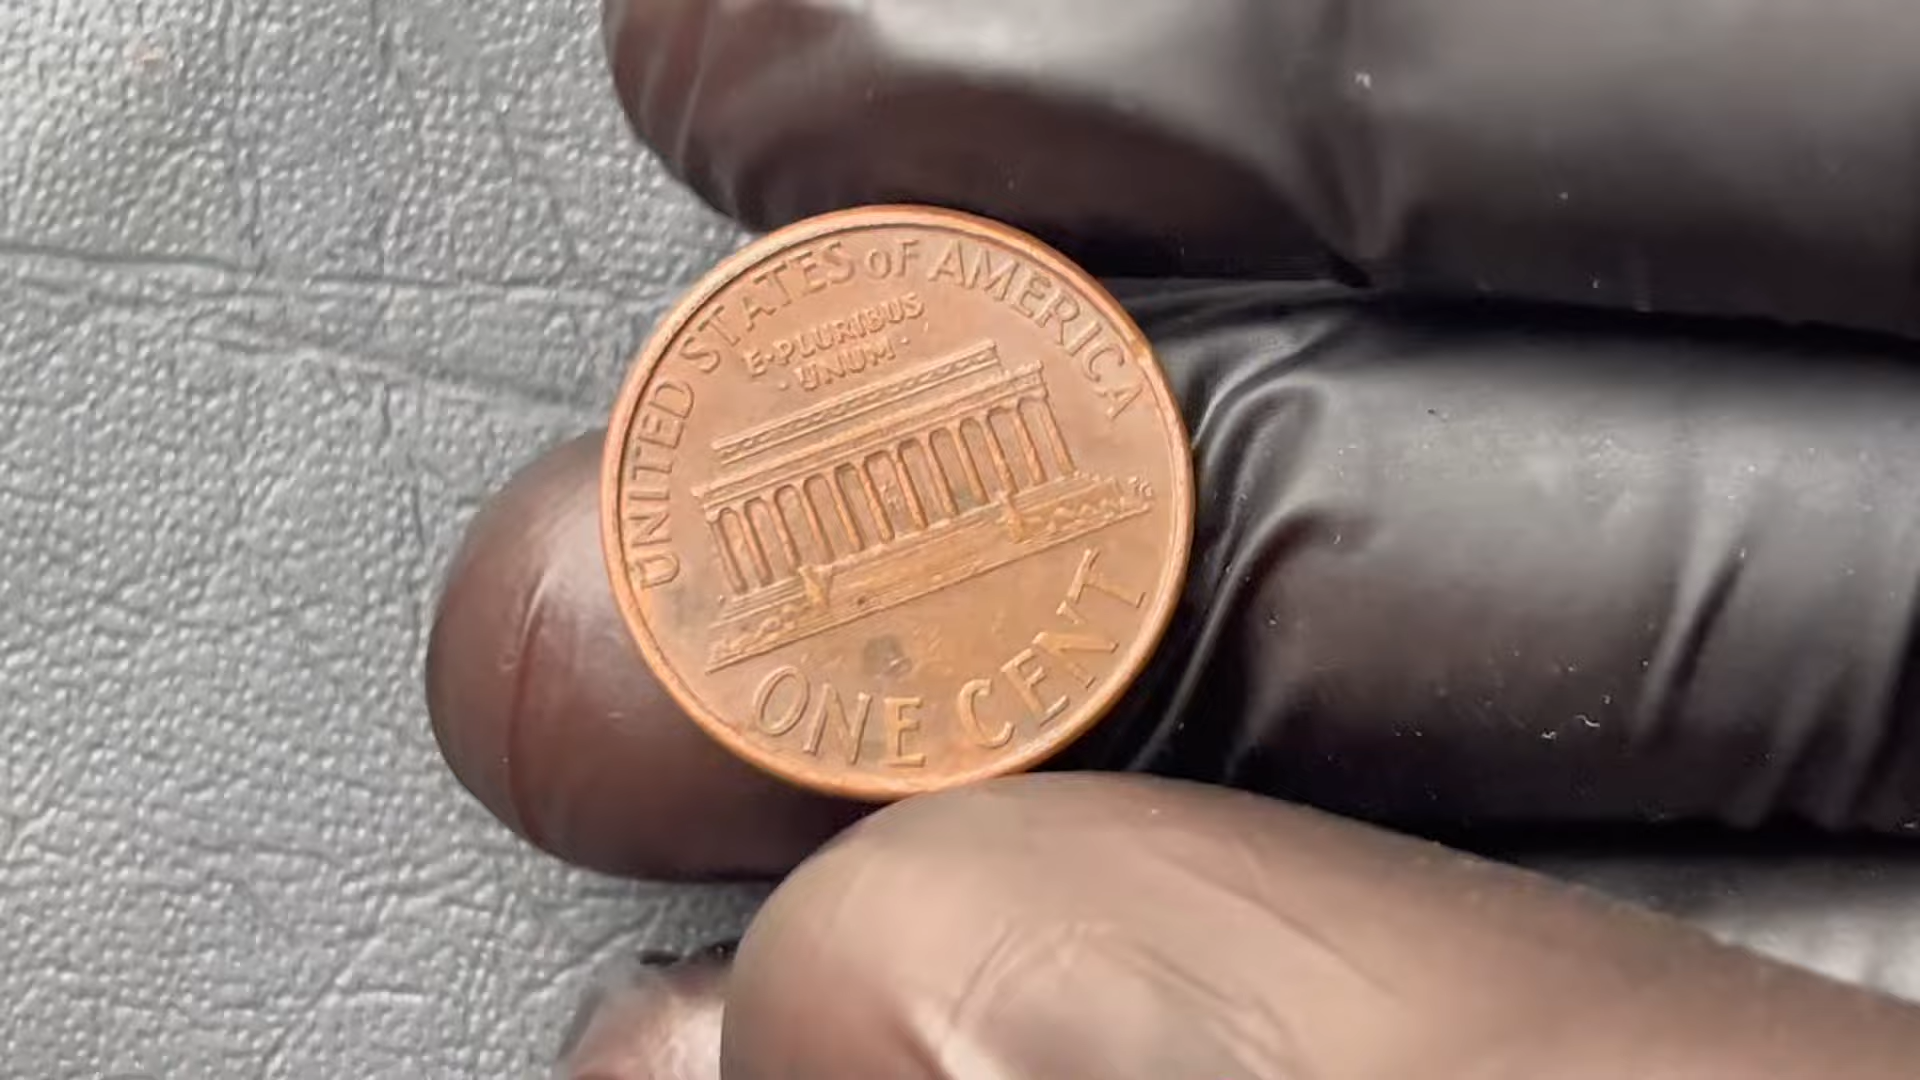 UNITED STATES OF AMERICA
E·PLURIBUS
·UNUM·
ONE CENT